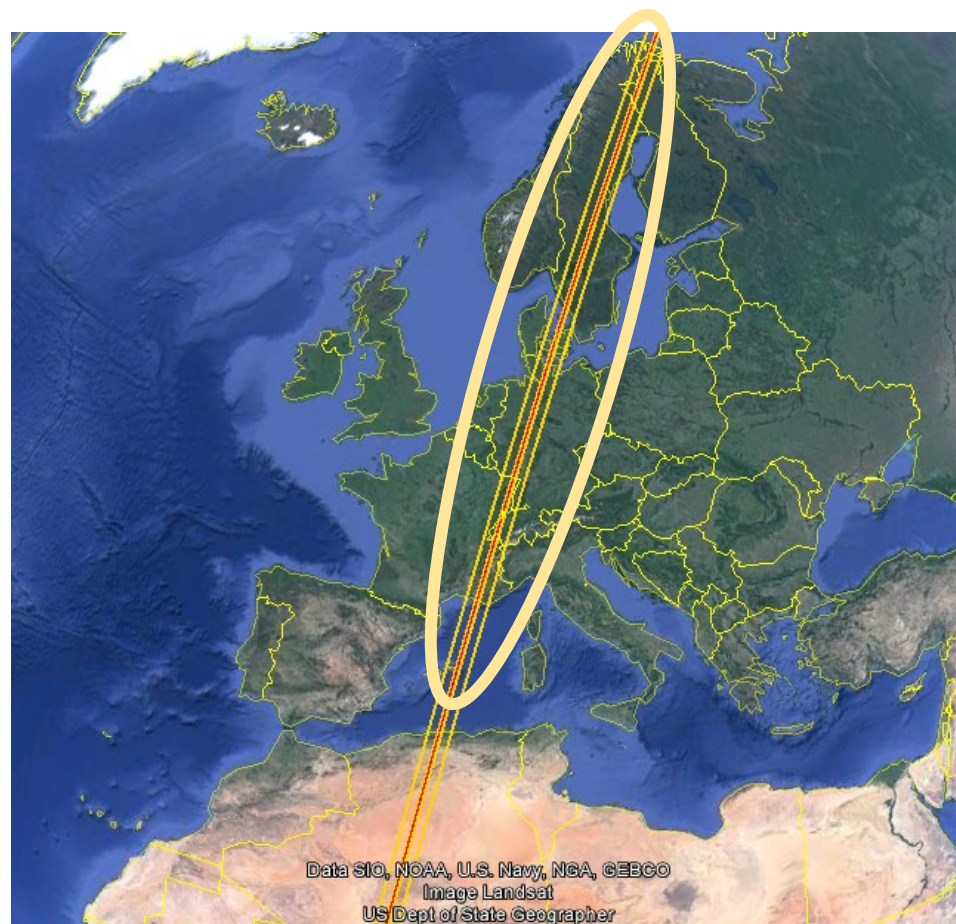 Data SIO, NOAA, U.S. Navy, NGA, GEBCO
Image Landsat
US Dept of State Geographer